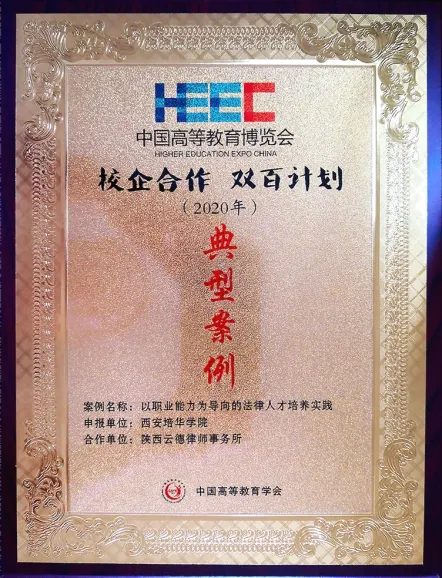 HEEC
中国高等教育博览会
HIGHER EDUCATION EXPO CHINA
校企合作 双百计划
（2020年）
典型案例
案例名称：以职业能力为导向的法律人才培养实践
申报单位：西安培华学院
合作单位：陕西云德律师事务所
中国高等教育学会